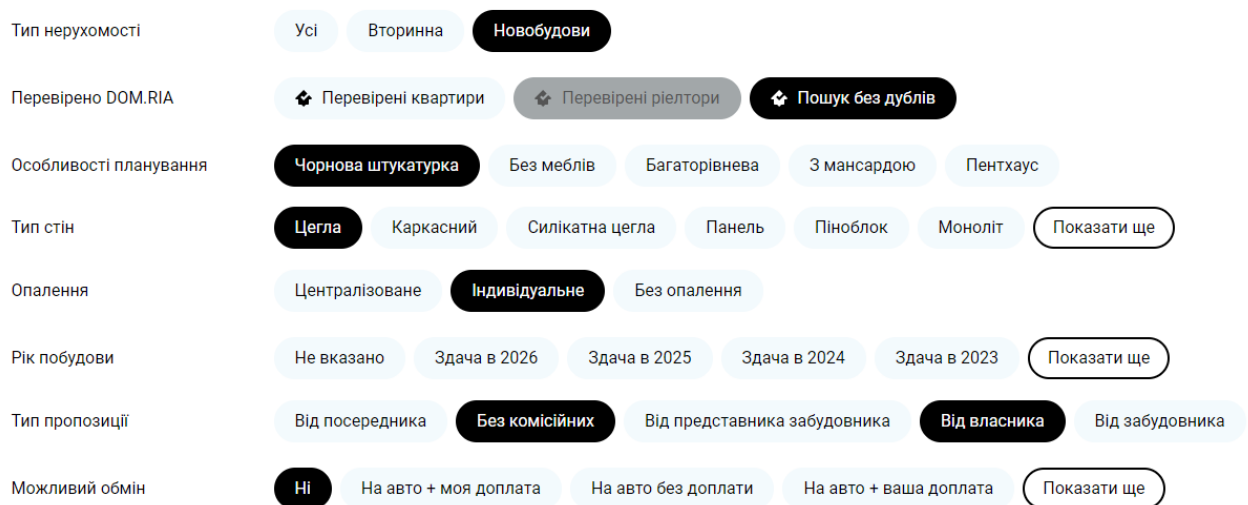 Тип нерухомості Усі Вторинна Новобудови
Перевірено DOM.RIA Перевірені квартири Перевірені ріелтори Пошук без дублів
Особливості планування Чорнова штукатурка Без меблів Багаторівнева З мансардою Пентхаус
Тип стін Цегла Каркасний Силікатна цегла Панель Піноблок Моноліт Показати ще
Опалення Централізоване Індивідуальне Без опалення
Рік побудови Не вказано Здача в 2026 Здача в 2025 Здача в 2024 Здача в 2023 Показати ще
Тип пропозиції Від посередника Без комісійних Від представника забудовника Від власника Від забудовника
Можливий обмін Ні На авто + моя доплата На авто без доплати На авто + ваша доплата Показати ще